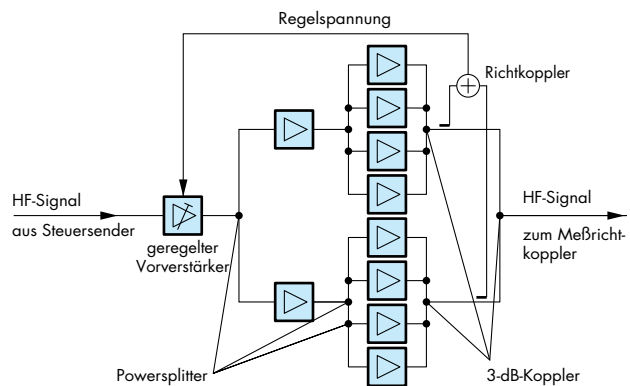 Regelspannung
Richtkoppler
HF-Signal
aus Steuersender
geregelter
Vorverstärker
HF-Signal
zum Meßricht-
koppler
Powersplitter
3-dB-Koppler